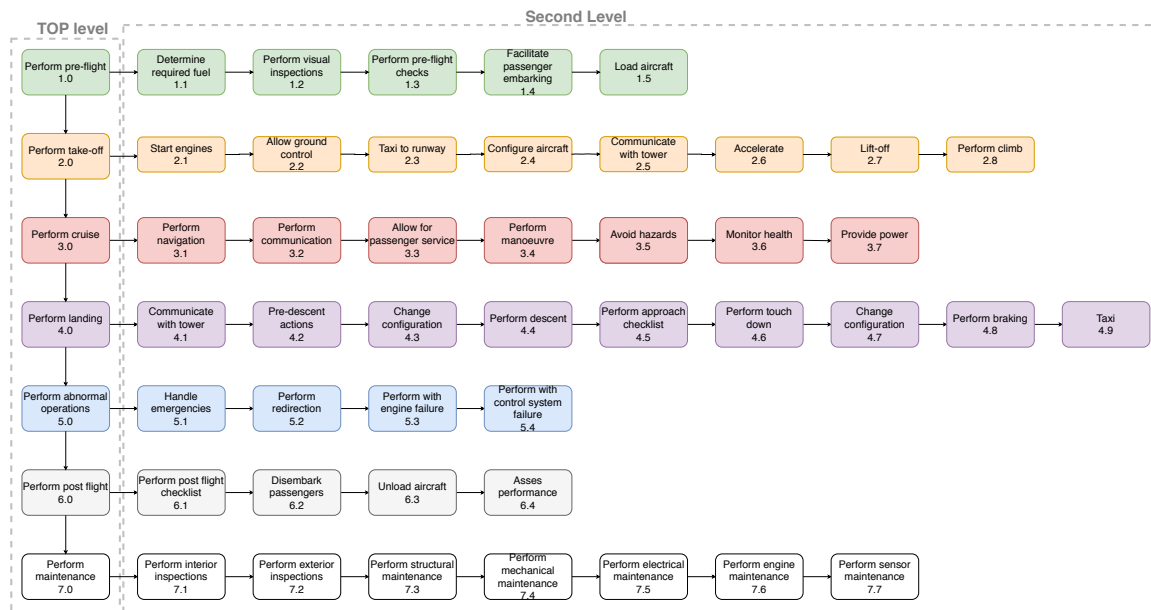 Second Level
TOP level
Perform pre-flight
1.0
Determine
required fuel
1.1
Perform visual
inspections
1.2
Perform pre-flight
checks
1.3
Facilitate
passenger
embarking
1.4
Load aircraft
1.5
Perform take-off
2.0
Start engines
2.1
Allow ground
control
2.2
Taxi to runway
2.3
Configure aircraft
2.4
Communicate
with tower
2.5
Accelerate
2.6
Lift-off
2.7
Perform climb
2.8
Perform cruise
3.0
Perform
navigation
3.1
Perform
communication
3.2
Allow for
passenger service
3.3
Perform
manoeuvre
3.4
Avoid hazards
3.5
Monitor health
3.6
Provide power
3.7
Perform landing
4.0
Communicate
with tower
4.1
Pre-descent
actions
4.2
Change
configuration
4.3
Perform descent
4.4
Perform approach
checklist
4.5
Perform touch
down
4.6
Change
configuration
4.7
Perform braking
4.8
Taxi
4.9
Perform abnormal
operations
5.0
Handle
emergencies
5.1
Perform
redirection
5.2
Perform with
engine failure
5.3
Perform with
control system
failure
5.4
Perform post flight
6.0
Perform post flight
checklist
6.1
Disembark
passengers
6.2
Unload aircraft
6.3
Asses
performance
6.4
Perform
maintenance
7.0
Perform interior
inspections
7.1
Perform exterior
inspections
7.2
Perform structural
maintenance
7.3
Perform
mechanical
maintenance
7.4
Perform electrical
maintenance
7.5
Perform engine
maintenance
7.6
Perform sensor
maintenance
7.7